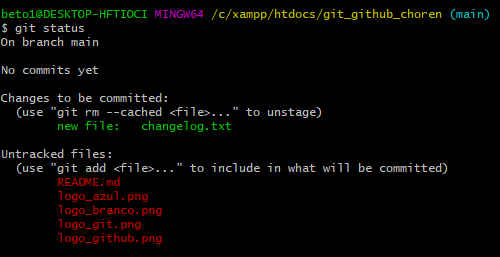 beto1@DESKTOP-HFTIOCI MINGW64 /c/xampp/htdocs/git_github_choren (main)
$ git status
On branch main
No commits yet
Changes to be committed:
(use "git rm --cached <file>..." to unstage)
new file: changelog.txt
Untracked files:
(use "git add <file>..." to include in what will be committed)
README.md
logo_azul.png
logo_branco.png
logo_git.png
logo_github.png